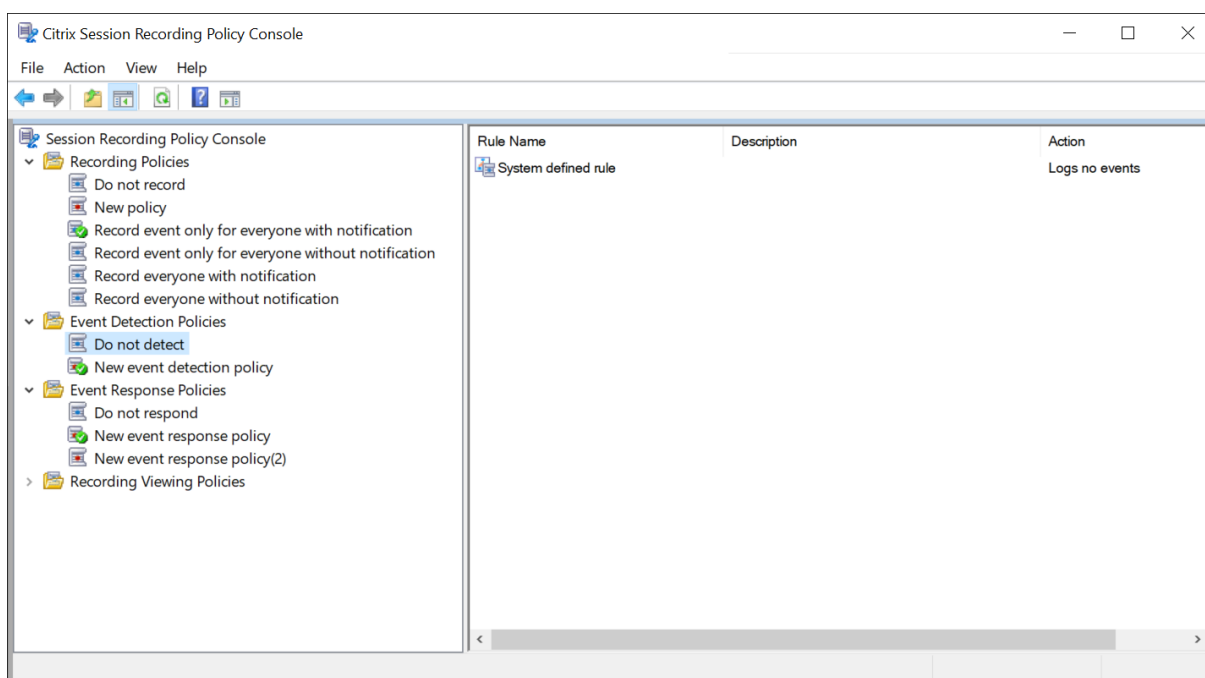 Citrix Session Recording Policy Console
File Action View Help
Session Recording Policy Console
Recording Policies
Do not record
New policy
Record event only for everyone with notification
Record event only for everyone without notification
Record everyone with notification
Record everyone without notification
Event Detection Policies
Do not detect
New event detection policy
Event Response Policies
Do not respond
New event response policy
New event response policy(2)
Recording Viewing Policies
Rule Name Description Action
System defined rule Logs no events